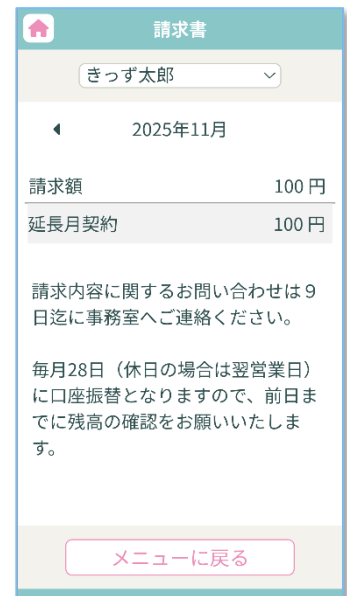 請求書
きっず太郎
2025年11月
請求額 100 円
延長月契約 100 円
請求内容に関するお問い合わせは９
日迄に事務室へご連絡ください。
毎月28日（休日の場合は翌営業日）
に口座振替となりますので、前日ま
でに残高の確認をお願いいたしま
す。
メニューに戻る